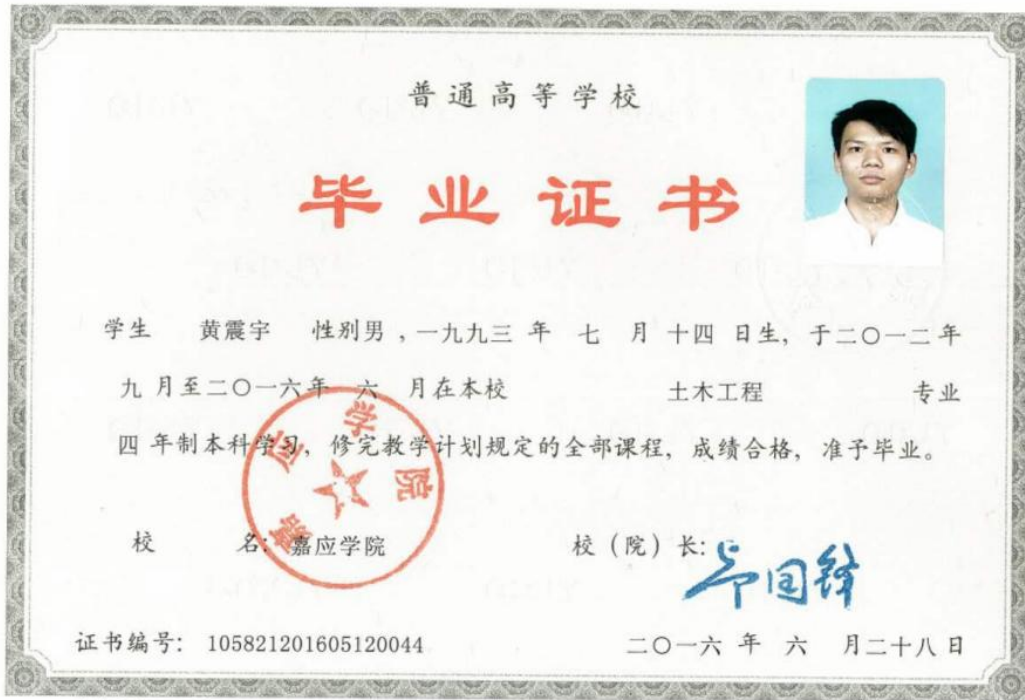 普通高等学校
毕业证书
学生 黄震宇 性别男 ,一九九三 年 七 月 十四 日生, 于二〇一二年
九 月至二〇一六年 六 月在本校 土木工程 专业
四 年制本科学习, 修完教学计划规定的全部课程, 成绩合格, 准予毕业。
嘉应学院
校 名: 嘉应学院 校 (院) 长:
证书编号: 105821201605120044 二〇一六 年 六 月二十八日